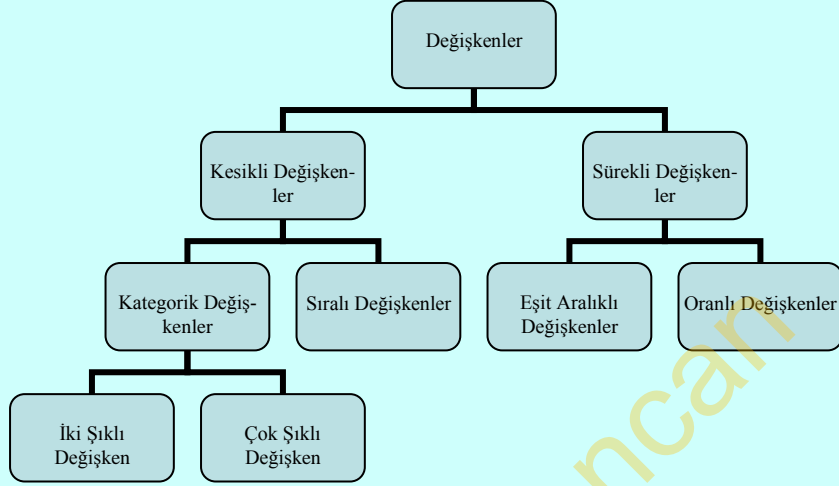 Değişkenler
Kesikli Değişken-
ler
Sürekli Değişken-
ler
Kategorik Değiş-
kenler
Sıralı Değişkenler
Eşit Aralıklı
Değişkenler
Oranlı Değişkenler
İki Şıklı
Değişken
Çok Şıklı
Değişken
ncan